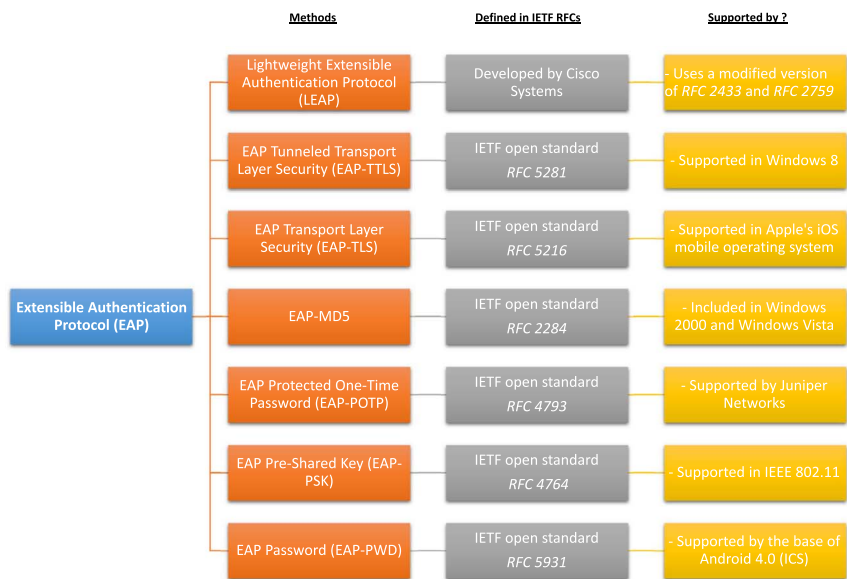 Methods
Defined in IETF RFCs
Supported by ?
Lightweight Extensible
Authentication Protocol
(LEAP)
Developed by Cisco
Systems
- Uses a modified version
of RFC 2433 and RFC 2759
EAP Tunneled Transport
Layer Security (EAP-TTLS)
IETF open standard
RFC 5281
- Supported in Windows 8
EAP Transport Layer
Security (EAP-TLS)
IETF open standard
RFC 5216
- Supported in Apple's iOS
mobile operating system
Extensible Authentication
Protocol (EAP)
EAP-MD5
IETF open standard
RFC 2284
- Included in Windows
2000 and Windows Vista
EAP Protected One-Time
Password (EAP-POTP)
IETF open standard
RFC 4793
- Supported by Juniper
Networks
EAP Pre-Shared Key (EAP-
PSK)
IETF open standard
RFC 4764
- Supported in IEEE 802.11
EAP Password (EAP-PWD)
IETF open standard
RFC 5931
- Supported by the base of
Android 4.0 (ICS)